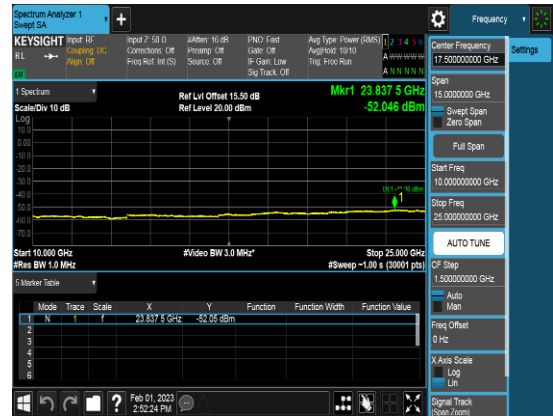 Spectrum Analyzer 1
Swept SA
+
Frequency
KEYSIGHT
RL
Input: RF
Coupling: DC
Align: Off
Input Z: 50 Ω
Corrections: Off
Freq Ref: Int (S)
#Atten: 16 dB
Preamp: Off
Source: Off
PNO: Fast
Gate: Off
IF Gain: Low
Sig Track: Off
Avg Type: Power (RMS)
Avg|Hold: 10/10
Trig: Free Run
1 2 3 4 5 6
A W W W W W
A N N N N N
1 Spectrum
Scale/Div 10 dB
Ref Lvl Offset 15.50 dB
Ref Level 20.00 dBm
Mkr1 23.837 5 GHz
-52.046 dBm
Log
10.0
0.00
-10.0
-20.0
-30.0
-40.0
-50.0
-60.0
-70.0
1
Start 10.000 GHz
#Res BW 1.0 MHz
#Video BW 3.0 MHz*
Stop 25.000 GHz
#Sweep ~1.00 s (30001 pts)
5 Marker Table
Mode Trace Scale X Y Function Function Width Function Value
1 N 1 f 23.837 5 GHz -52.05 dBm
2
3
4
5
6
Feb 01, 2023
2:52:24 PM
Center Frequency
17.500000000 GHz
Settings
Span
15.0000000 GHz
Swept Span
Zero Span
Full Span
Start Freq
10.000000000 GHz
Stop Freq
25.000000000 GHz
AUTO TUNE
CF Step
1.500000000 GHz
Auto
Man
Freq Offset
0 Hz
X Axis Scale
Log
Lin
Signal Track
(Span Zoom)